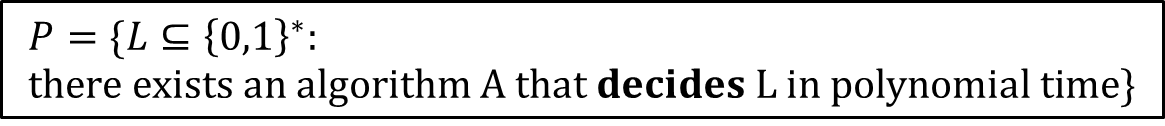 P = {L ⊆ {0,1}*:
there exists an algorithm A that decides L in polynomial time}